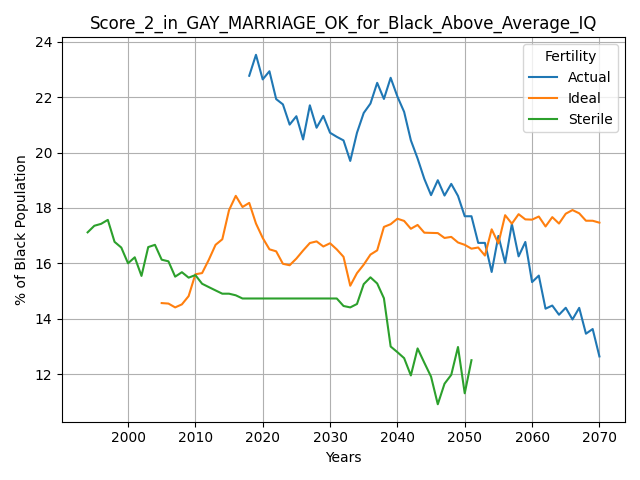 Score_2_in_GAY_MARRIAGE_OK_for_Black_Above_Average_IQ
Fertility
Actual
Ideal
Sterile
% of Black Population
24
22
20
18
16
14
12
2000 2010 2020 2030 2040 2050 2060 2070
Years